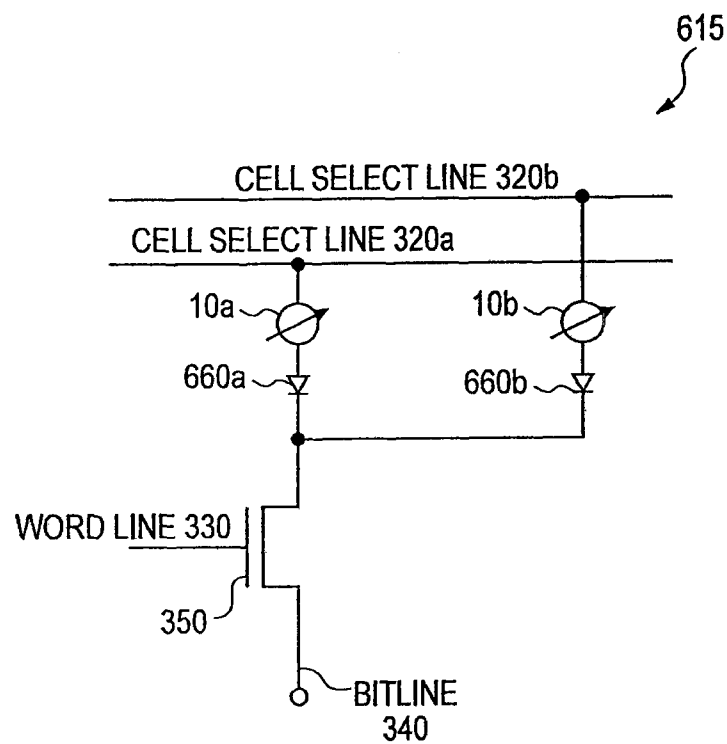 615
CELL SELECT LINE 320b
CELL SELECT LINE 320a
10a
10b
660a
660b
WORD LINE 330
350
BITLINE
340